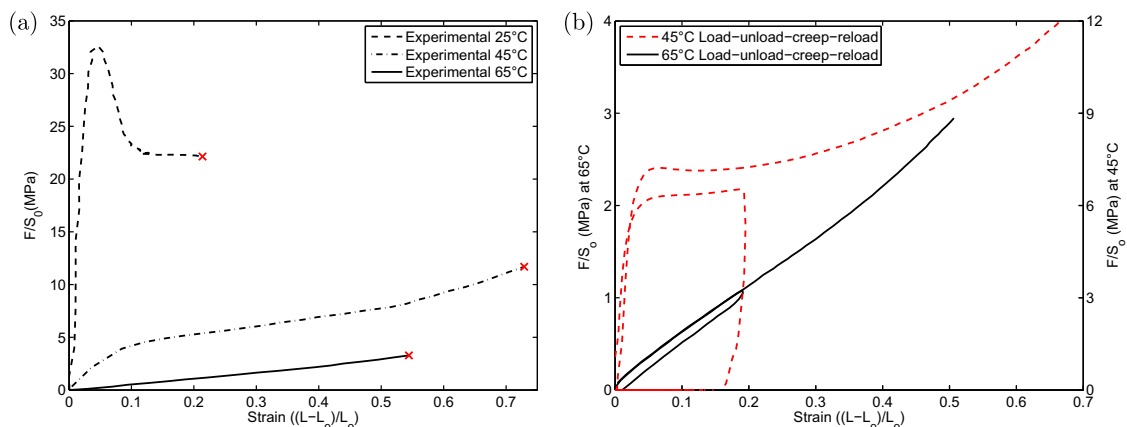 (a)
35
30
25
20
15
10
5
0
F/S0(MPa)
Experimental 25°C
Experimental 45°C
Experimental 65°C
0 0.1 0.2 0.3 0.4 0.5 0.6 0.7
Strain ((L−Lo)/Lo)
(b)
4
3
2
1
0
F/So (MPa) at 65°C
45°C Load−unload−creep−reload
65°C Load−unload−creep−reload
12
9
6
3
0
F/So (MPa) at 45°C
0 0.1 0.2 0.3 0.4 0.5 0.6 0.7
Strain ((L−Lo)/Lo)